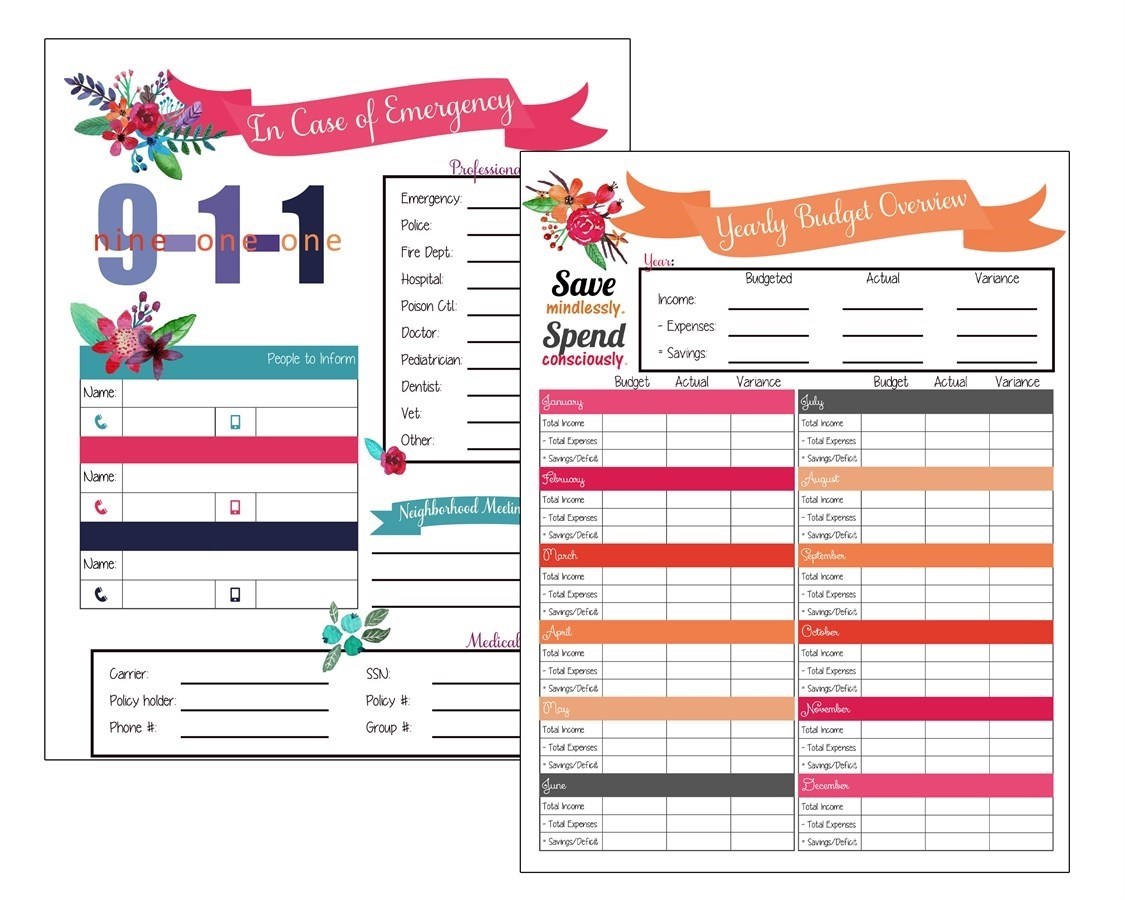 In Case of Emergency
9-1-1
nine one one
Professiona
Emergency:
Police:
Fire Dept.:
Hospital:
Poison Ctl.:
Doctor:
Pediatrician:
Dentist:
Vet:
Other:
People to Inform
Name:
Name:
Name:
Neighborhood Meetin
Medical
Carrier:
SSN:
Policy holder:
Policy #:
Phone #:
Group #:
Yearly Budget Overview
Save
mindlessly.
Spend
consciously.
Year:
Budgeted Actual Variance
Income:
- Expenses:
= Savings:
Budget Actual Variance
January
Total Income
- Total Expenses
= Savings/Deficit
February
Total Income
- Total Expenses
= Savings/Deficit
March
Total Income
- Total Expenses
= Savings/Deficit
April
Total Income
- Total Expenses
= Savings/Deficit
May
Total Income
- Total Expenses
= Savings/Deficit
June
Total Income
- Total Expenses
= Savings/Deficit
Budget Actual Variance
July
Total Income
- Total Expenses
= Savings/Deficit
August
Total Income
- Total Expenses
= Savings/Deficit
September
Total Income
- Total Expenses
= Savings/Deficit
October
Total Income
- Total Expenses
= Savings/Deficit
November
Total Income
- Total Expenses
= Savings/Deficit
December
Total Income
- Total Expenses
= Savings/Deficit